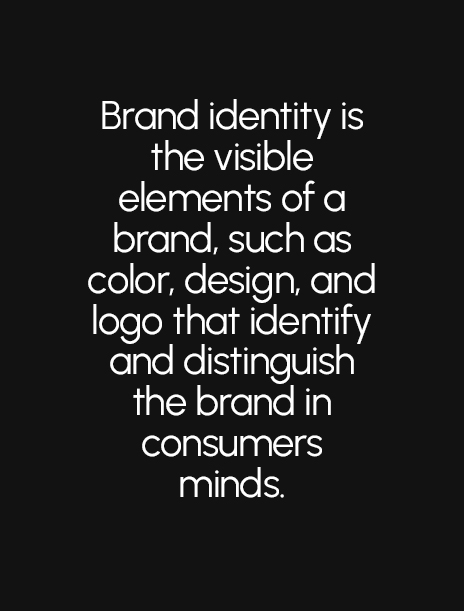 Brand identity is
the visible
elements of a
brand, such as
color, design, and
logo that identify
and distinguish
the brand in
consumers
minds.